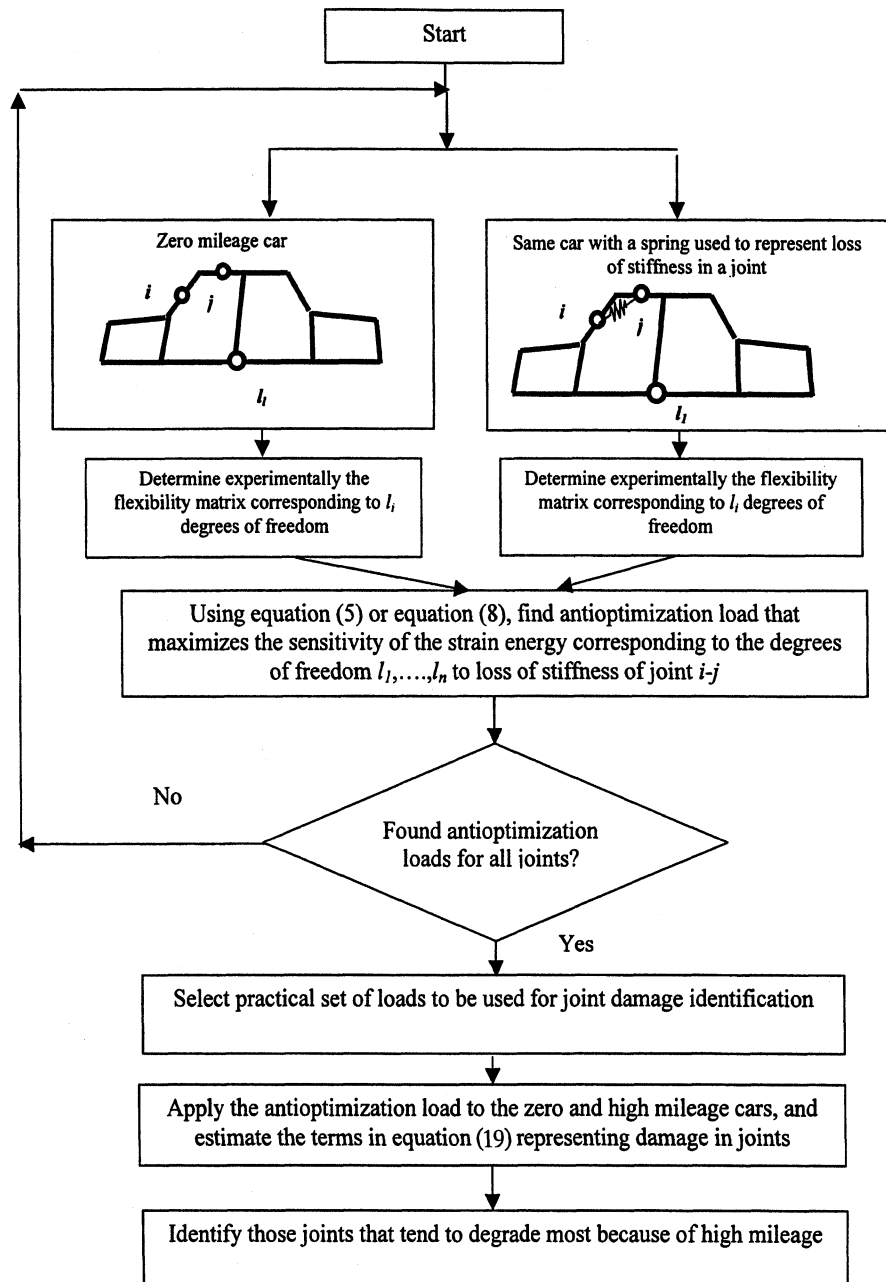 Start
Zero mileage car
i
j
l₁
Same car with a spring used to represent loss
of stiffness in a joint
i
j
l₁
Determine experimentally the
flexibility matrix corresponding to lᵢ
degrees of freedom
Determine experimentally the flexibility
matrix corresponding to lᵢ degrees of
freedom
Using equation (5) or equation (8), find antioptimization load that
maximizes the sensitivity of the strain energy corresponding to the degrees
of freedom l₁,….,lₙ to loss of stiffness of joint i-j
No
Found antioptimization
loads for all joints?
Yes
Select practical set of loads to be used for joint damage identification
Apply the antioptimization load to the zero and high mileage cars, and
estimate the terms in equation (19) representing damage in joints
Identify those joints that tend to degrade most because of high mileage